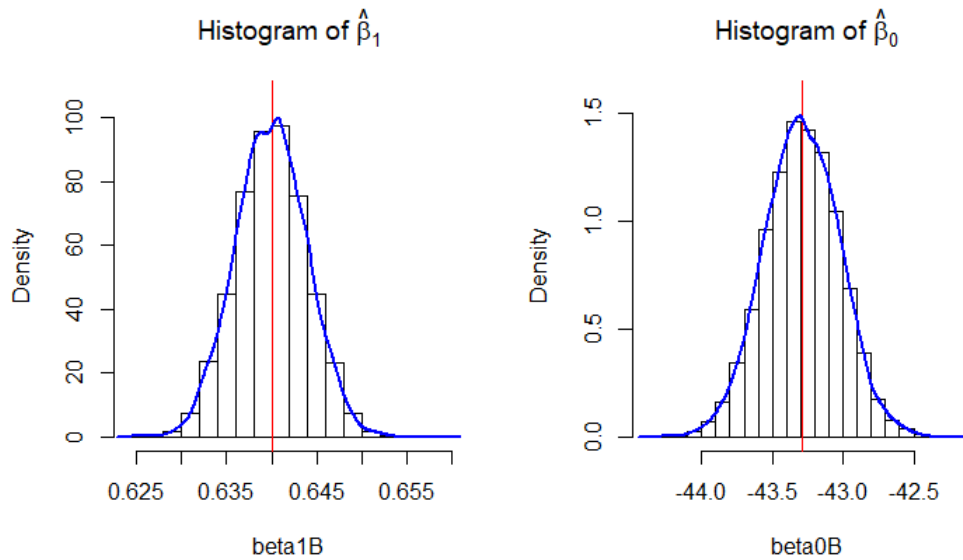 Histogram of β̂₁
Density
0 20 40 60 80 100
0.625 0.635 0.645 0.655
beta1B
Histogram of β̂₀
Density
0.0 0.5 1.0 1.5
-44.0 -43.5 -43.0 -42.5
beta0B